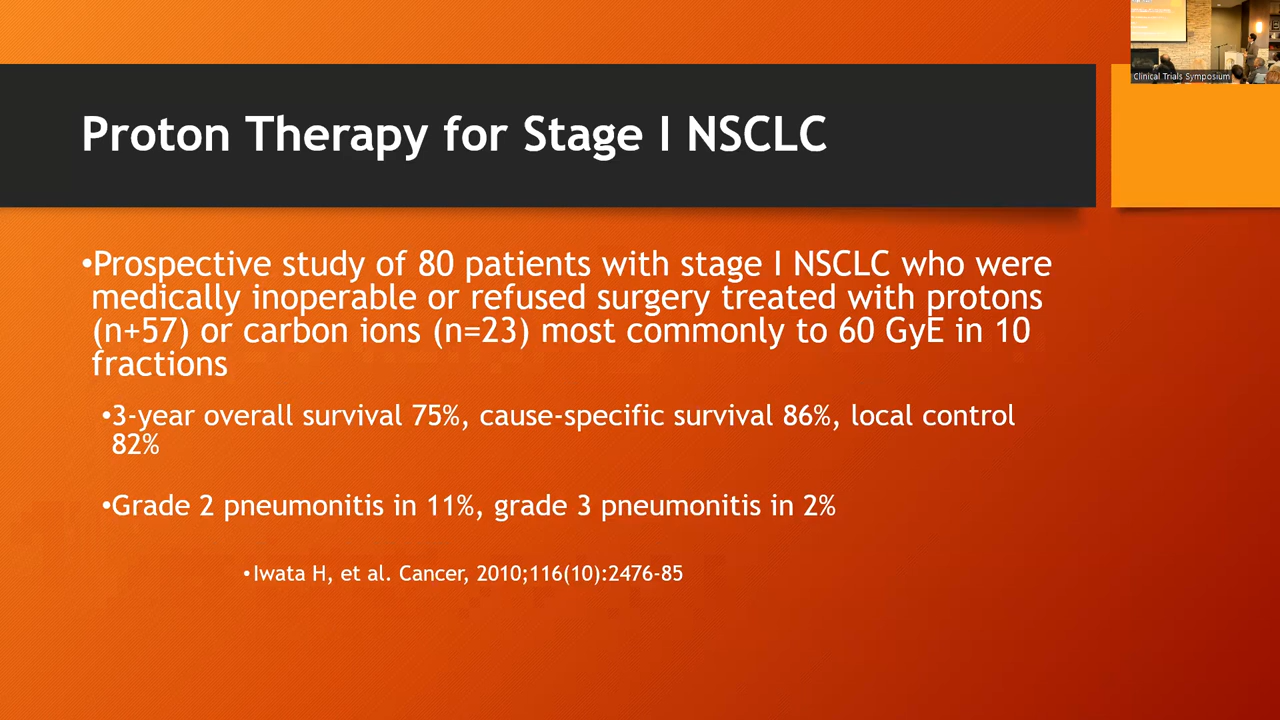 Clinical Trials Symposium
Proton Therapy for Stage I NSCLC
•Prospective study of 80 patients with stage I NSCLC who were
medically inoperable or refused surgery treated with protons
(n+57) or carbon ions (n=23) most commonly to 60 GyE in 10
fractions
•3-year overall survival 75%, cause-specific survival 86%, local control
82%
•Grade 2 pneumonitis in 11%, grade 3 pneumonitis in 2%
•Iwata H, et al. Cancer, 2010;116(10):2476-85